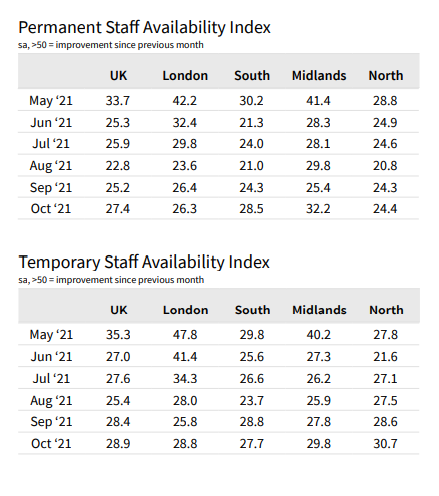 Permanent Staff Availability Index
sa, >50 = improvement since previous month
UK London South Midlands North
May ‘21 33.7 42.2 30.2 41.4 28.8
Jun ‘21 25.3 32.4 21.3 28.3 24.9
Jul ‘21 25.9 29.8 24.0 28.1 24.6
Aug ‘21 22.8 23.6 21.0 29.8 20.8
Sep ‘21 25.2 26.4 24.3 25.4 24.3
Oct ‘21 27.4 26.3 28.5 32.2 24.4
Temporary Staff Availability Index
sa, >50 = improvement since previous month
UK London South Midlands North
May ‘21 35.3 47.8 29.8 40.2 27.8
Jun ‘21 27.0 41.4 25.6 27.3 21.6
Jul ‘21 27.6 34.3 26.6 26.2 27.1
Aug ‘21 25.4 28.0 23.7 25.9 27.5
Sep ‘21 28.4 25.8 28.8 27.8 28.6
Oct ‘21 28.9 28.8 27.7 29.8 30.7